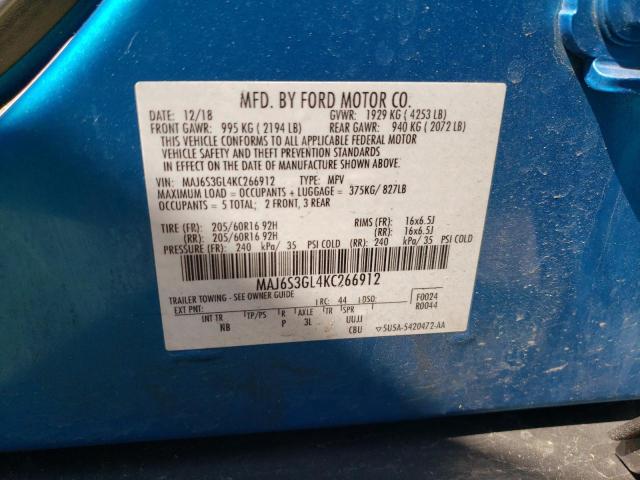 MFD. BY FORD MOTOR CO.
DATE: 12/18 GVWR: 1929 KG ( 4253 LB)
FRONT GAWR: 995 KG ( 2194 LB) REAR GAWR: 940 KG ( 2072 LB)
THIS VEHICLE CONFORMS TO ALL APPLICABLE FEDERAL MOTOR
VEHICLE SAFETY AND THEFT PREVENTION STANDARDS
IN EFFECT ON THE DATE OF MANUFACTURE SHOWN ABOVE.
VIN: MAJ6S3GL4KC266912 TYPE: MPV
MAXIMUM LOAD = OCCUPANTS + LUGGAGE = 375KG/ 827LB
OCCUPANTS = 5 TOTAL; 2 FRONT, 3 REAR
TIRE (FR): 205/60R16 92H RIMS (FR): 16x6.5J
(RR): 205/60R16 92H (RR): 16x6.5J
PRESSURE (FR): 240 kPa/ 35 PSI COLD (RR): 240 kPa/ 35 PSI COLD
MAJ6S3GL4KC266912
TRAILER TOWING - SEE OWNER GUIDE
EXT PNT: RC: 44 DSO: F0024
R0044
INT TR TP/PS R AXLE TR SPR
NB P 3L UUJJ
CBU 5U5A-5420472-AA